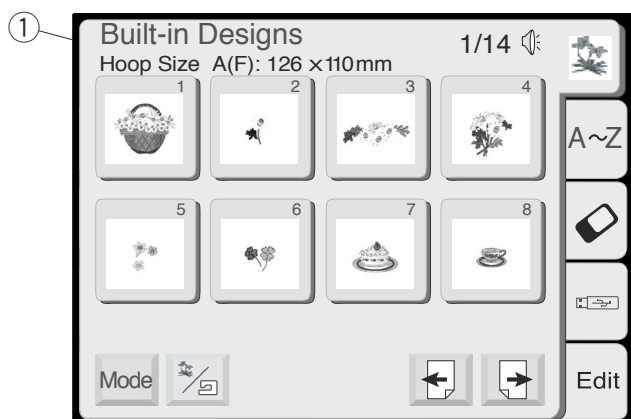 ①
Built-in Designs
1/14
Hoop Size A(F): 126 ×110mm
1
2
3
4
A~Z
5
6
7
8
Mode
Edit